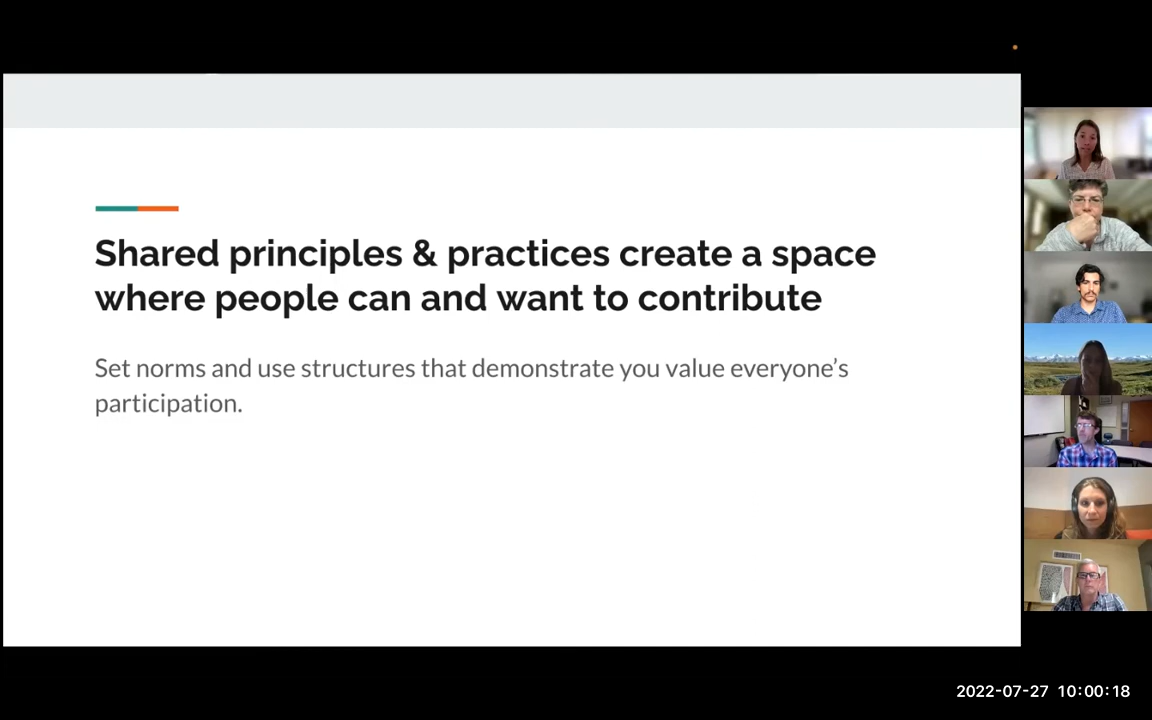 Shared principles & practices create a space
where people can and want to contribute
Set norms and use structures that demonstrate you value everyone’s
participation.
2022-07-27 10:00:18